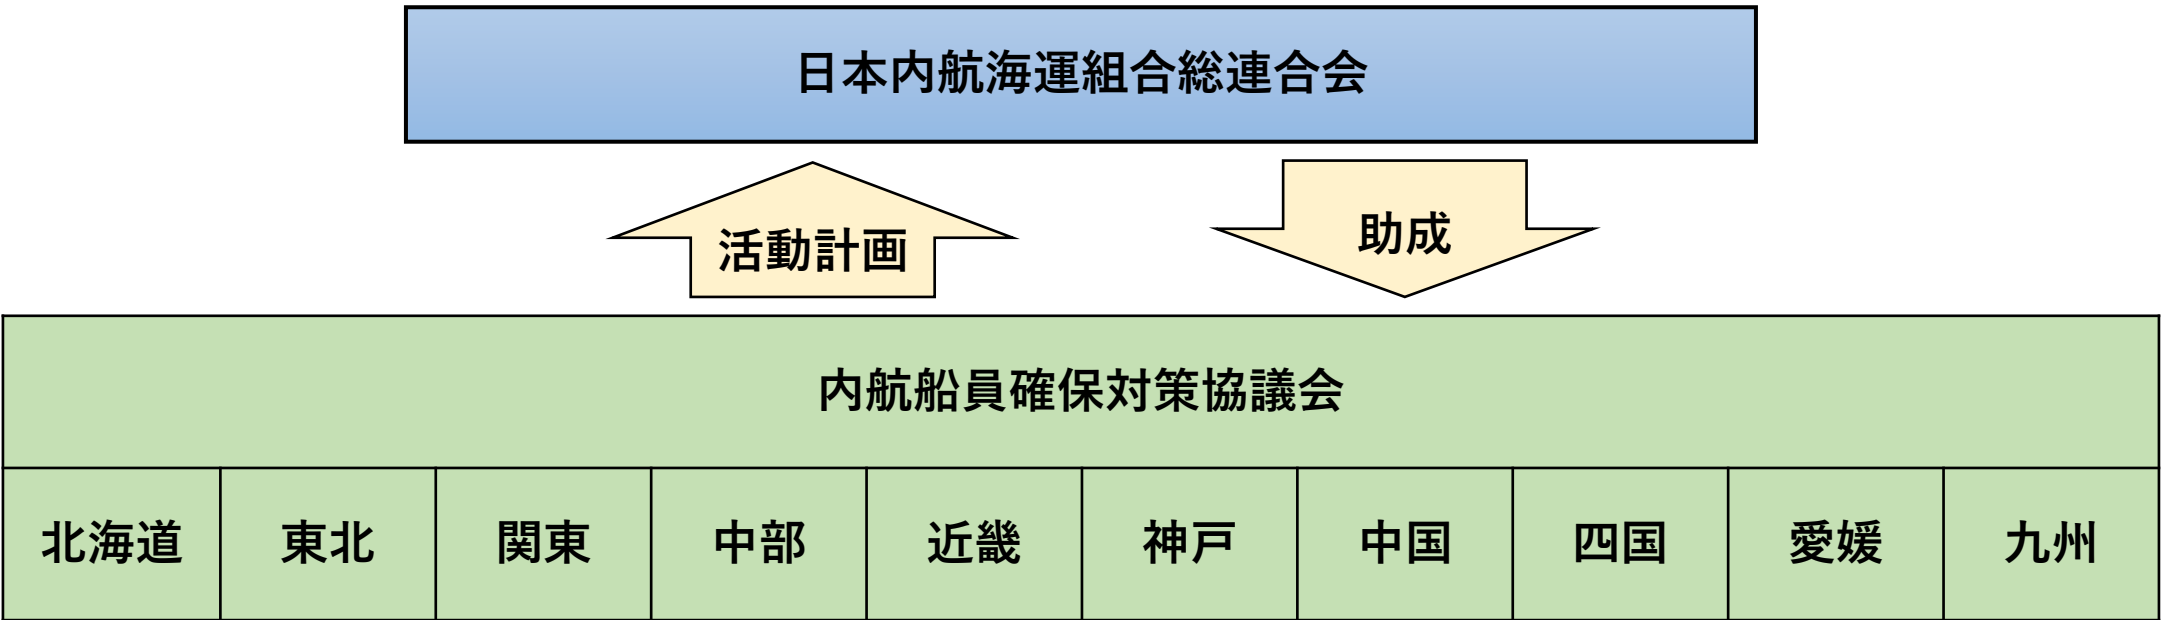 日本内航海運組合総連合会
活動計画
助成
内航船員確保対策協議会
北海道 東北 関東 中部 近畿 神戸 中国 四国 愛媛 九州